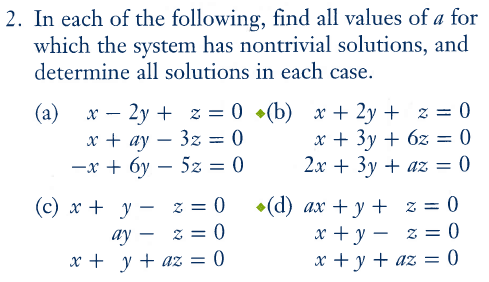 2. In each of the following, find all values of a for
which the system has nontrivial solutions, and
determine all solutions in each case.
(a) x − 2y + z = 0 ◆(b) x + 2y + z = 0
x + ay − 3z = 0 x + 3y + 6z = 0
−x + 6y − 5z = 0 2x + 3y + az = 0
(c) x + y − z = 0 ◆(d) ax + y + z = 0
ay − z = 0 x + y − z = 0
x + y + az = 0 x + y + az = 0